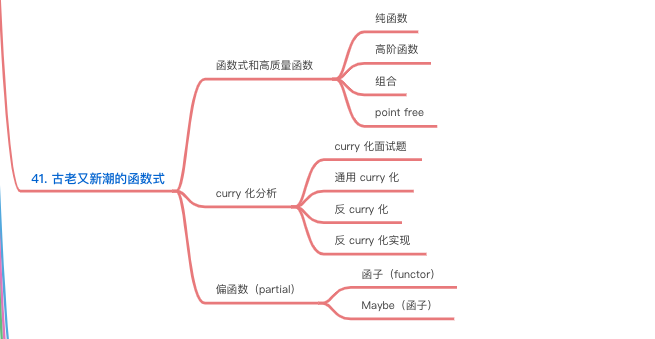 41. 古老又新潮的函数式
函数式和高质量函数
纯函数
高阶函数
组合
point free
curry 化分析
curry 化面试题
通用 curry 化
反 curry 化
反 curry 化实现
偏函数（partial）
函子（functor）
Maybe（函子）